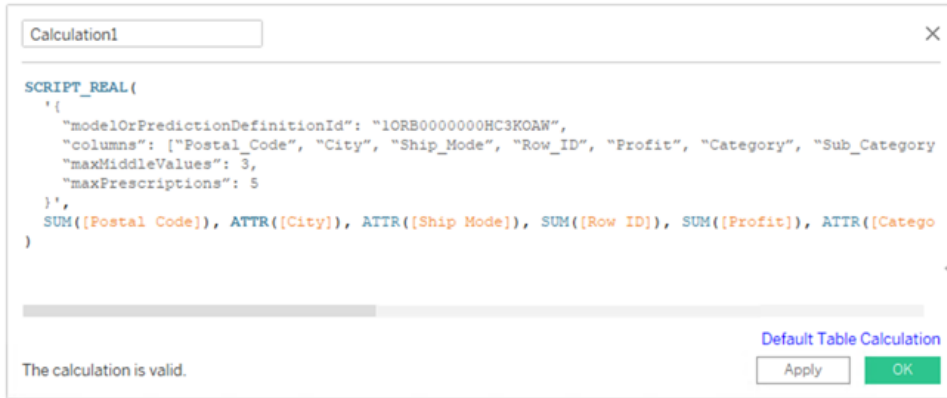 Calculation1
SCRIPT_REAL(
'{
"modelOrPredictionDefinitionId": "1ORB0000000HC3KOAW",
"columns": ["Postal_Code", "City", "Ship_Mode", "Row_ID", "Profit", "Category", "Sub_Category
"maxMiddleValues": 3,
"maxPrescriptions": 5
}',
SUM([Postal Code]), ATTR([City]), ATTR([Ship Mode]), SUM([Row ID]), SUM([Profit]), ATTR([Catego
)
Default Table Calculation
The calculation is valid.
Apply
OK